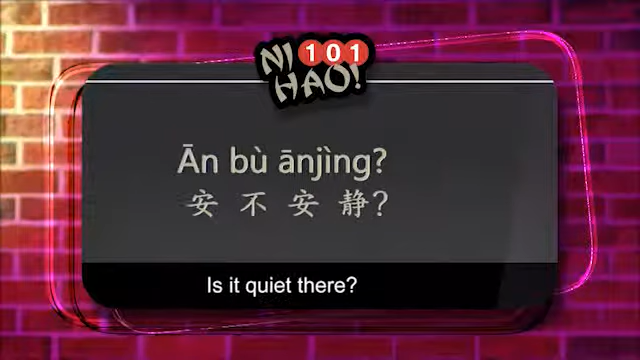 NI 101
HAO!
Ān bù ānjìng?
安 不 安 静?
Is it quiet there?